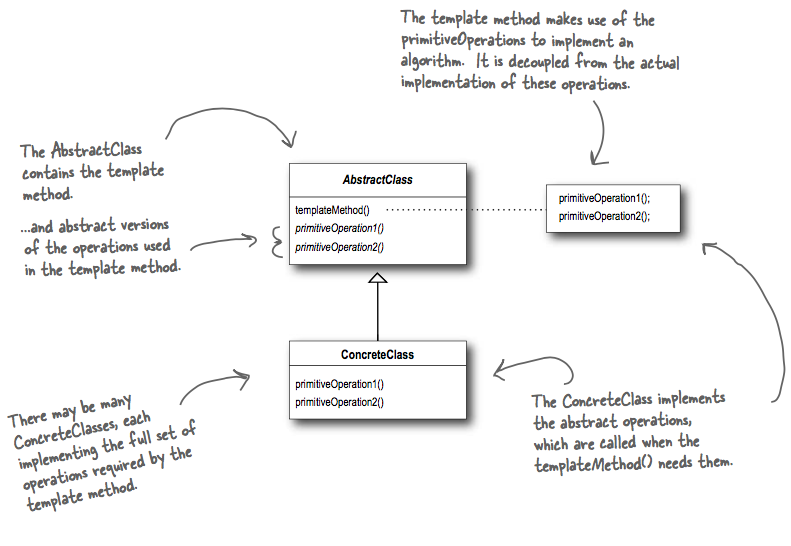 The template method makes use of the
primitiveOperations to implement an
algorithm. It is decoupled from the actual
implementation of these operations.
The AbstractClass
contains the template
method.
...and abstract versions
of the operations used
in the template method.
AbstractClass
templateMethod()
primitiveOperation1()
primitiveOperation2()
primitiveOperation1();
primitiveOperation2();
ConcreteClass
primitiveOperation1()
primitiveOperation2()
There may be many
ConcreteClasses, each
implementing the full set of
operations required by the
template method.
The ConcreteClass implements
the abstract operations,
which are called when the
templateMethod() needs them.